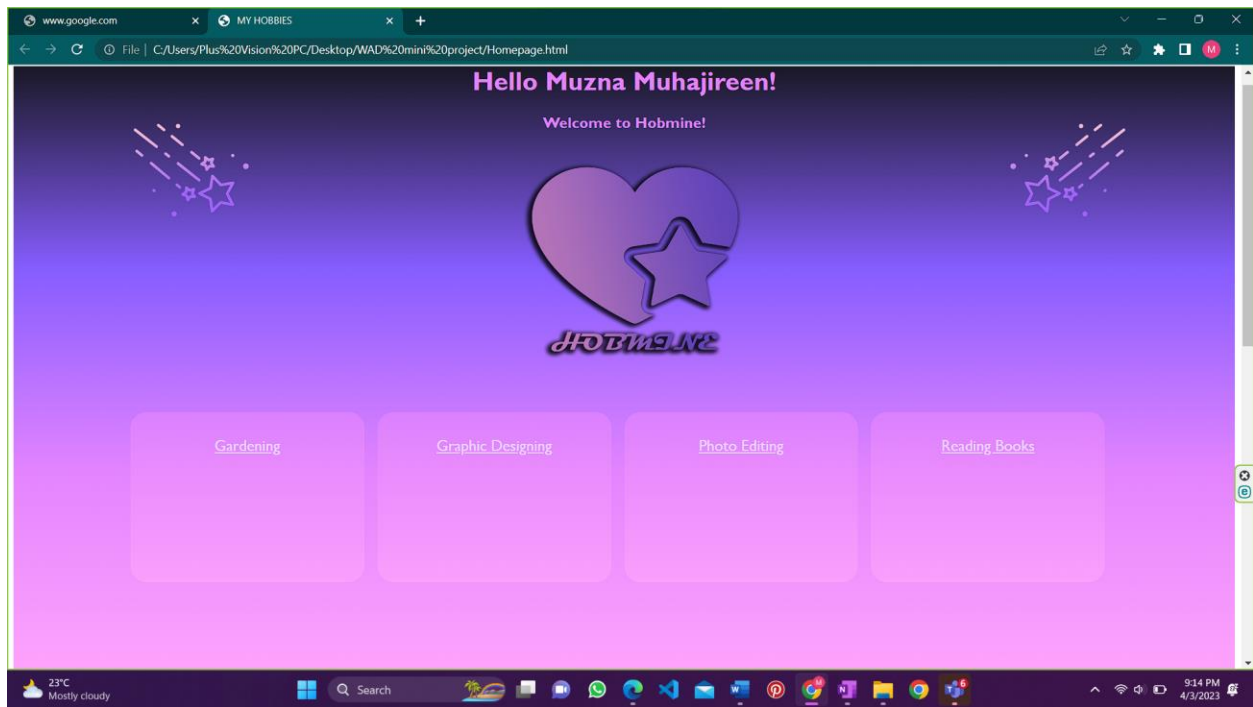 www.google.com
MY HOBBIES
File | C:/Users/Plus%20Vision%20PC/Desktop/WAD%20mini%20project/Homepage.html
M
Hello Muzna Muhajireen!
Welcome to Hobmine!
HOBMINE
Gardening
Graphic Designing
Photo Editing
Reading Books
e
23°C
Mostly cloudy
Search
6
9:14 PM
4/3/2023